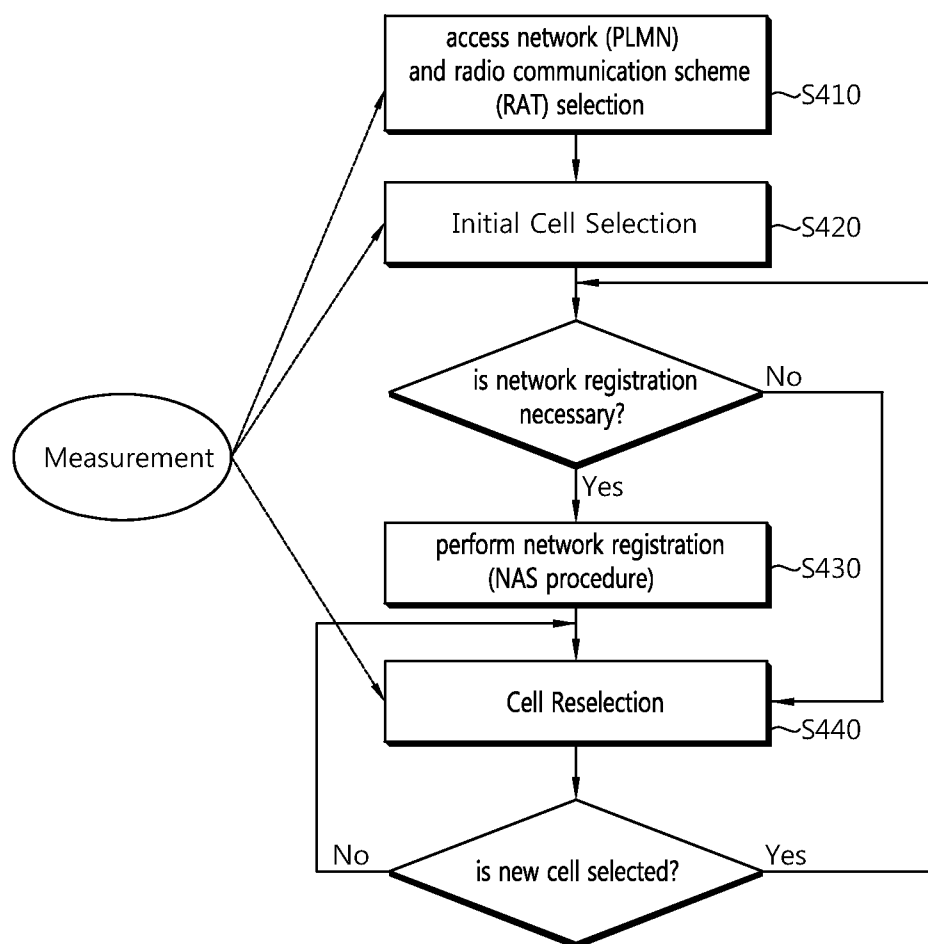 access network (PLMN)
and radio communication scheme
(RAT) selection
S410
Initial Cell Selection
S420
is network registration
necessary?
No
Measurement
Yes
perform network registration
(NAS procedure)
S430
Cell Reselection
S440
No
is new cell selected?
Yes